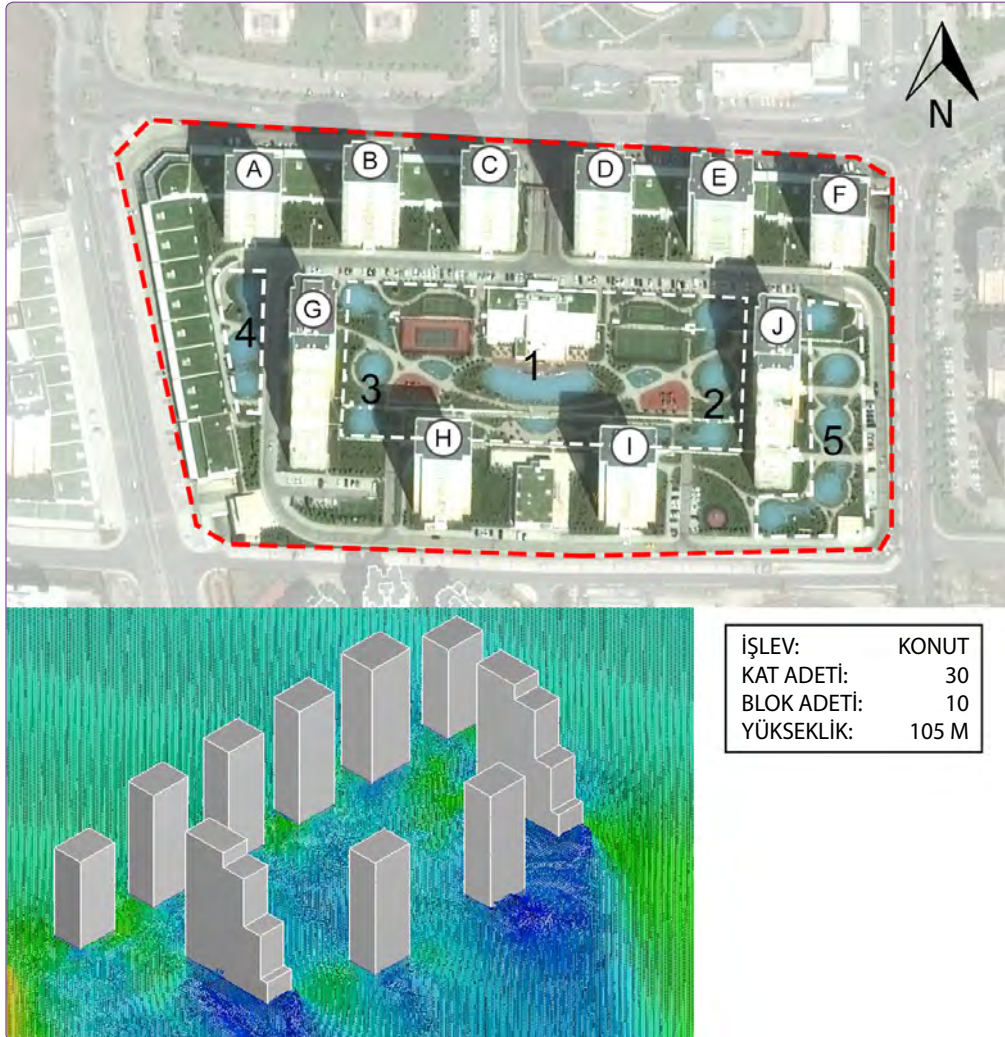 N
A
B
C
D
E
F
G
J
4
1
3
2
5
H
I
İŞLEV: KONUT
KAT ADETİ: 30
BLOK ADETİ: 10
YÜKSEKLİK: 105 M